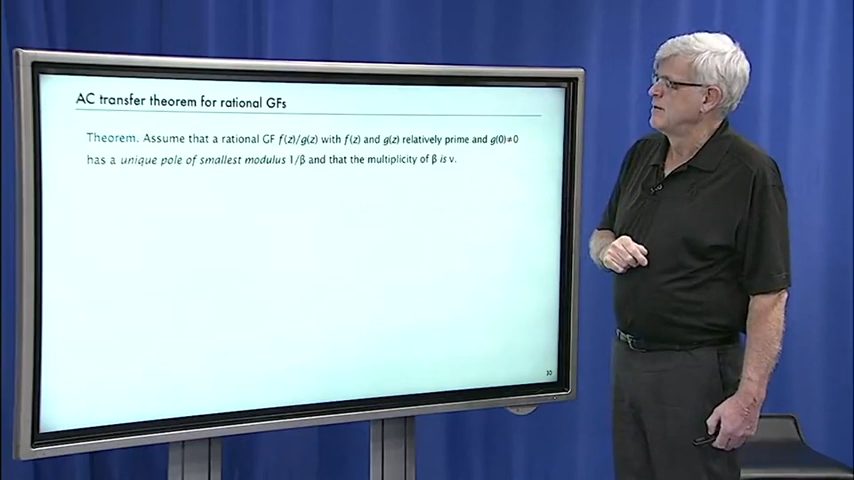 AC transfer theorem for rational GFs
Theorem. Assume that a rational GF f(z)/g(z) with f(z) and g(z) relatively prime and g(0)≠0
has a unique pole of smallest modulus 1/β and that the multiplicity of β is ν.
30